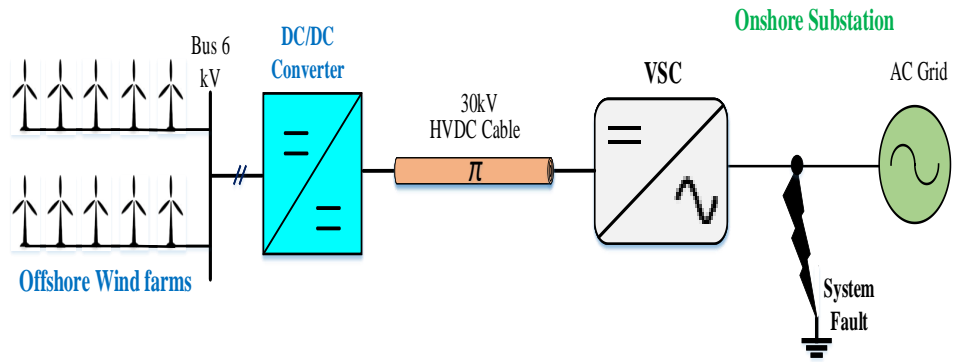 Onshore Substation
Bus 6
kV
DC/DC
Converter
VSC
AC Grid
30kV
HVDC Cable
π
Offshore Wind farms
System
Fault